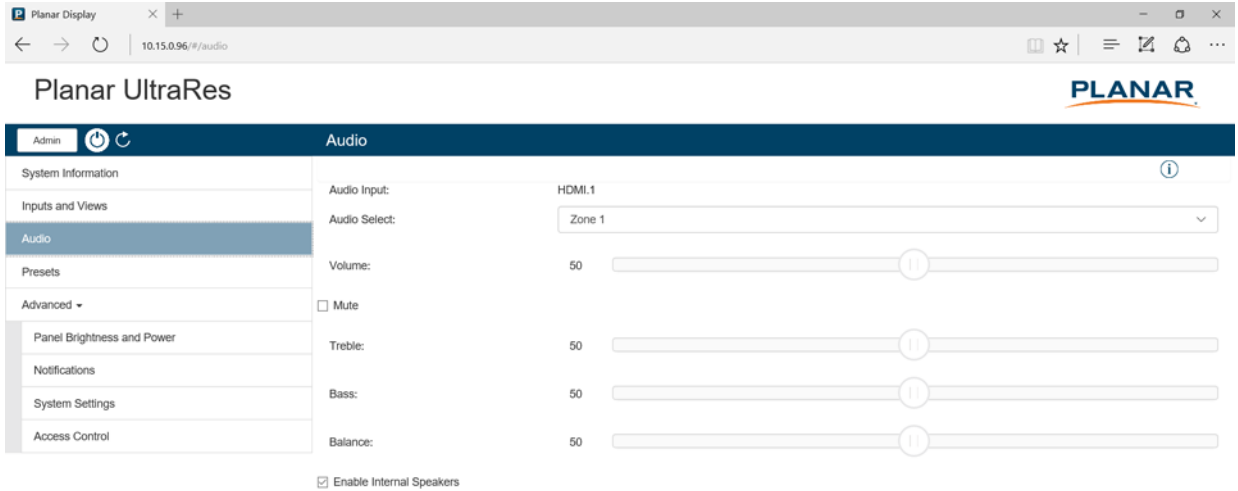 Planar Display
10.15.0.96/#/audio
Planar UltraRes
PLANAR
Admin
Audio
System Information
Inputs and Views
Audio
Presets
Advanced
Panel Brightness and Power
Notifications
System Settings
Access Control
Audio Input: HDMI.1
Audio Select: Zone 1
Volume: 50
Mute
Treble: 50
Bass: 50
Balance: 50
Enable Internal Speakers